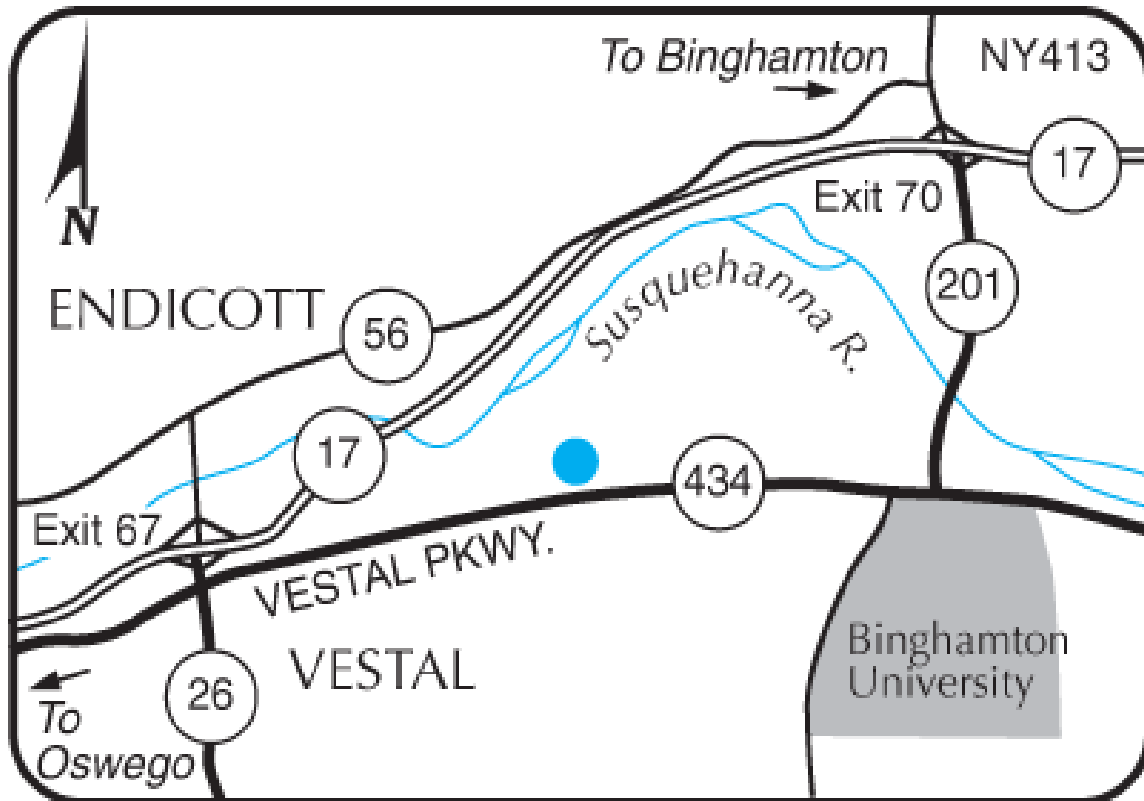 To Binghamton
NY413
17
Exit 70
N
201
ENDICOTT
56
Susquehanna R.
17
434
Exit 67
VESTAL PKWY.
Binghamton
University
VESTAL
26
To
Oswego